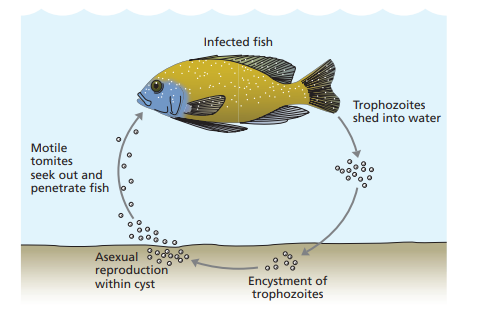 Infected fish
Trophozoites
shed into water
Motile
tomites
seek out and
penetrate fish
Asexual
reproduction
within cyst
Encystment of
trophozoites